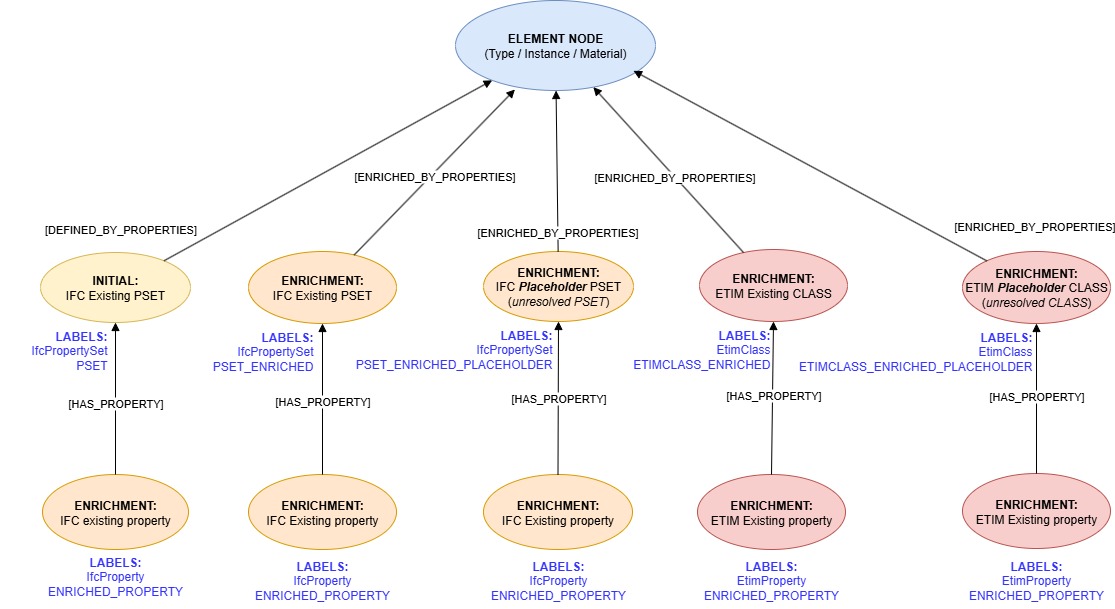 ELEMENT NODE
(Type / Instance / Material)
[ENRICHED_BY_PROPERTIES]
[ENRICHED_BY_PROPERTIES]
[DEFINED_BY_PROPERTIES]
[ENRICHED_BY_PROPERTIES]
[ENRICHED_BY_PROPERTIES]
INITIAL:
IFC Existing PSET
ENRICHMENT:
IFC Existing PSET
ENRICHMENT:
IFC Placeholder PSET
(unresolved PSET)
ENRICHMENT:
ETIM Existing CLASS
ENRICHMENT:
ETIM Placeholder CLASS
(unresolved CLASS)
LABELS:
IfcPropertySet
PSET
LABELS:
IfcPropertySet
PSET_ENRICHED
LABELS:
IfcPropertySet
PSET_ENRICHED_PLACEHOLDER
LABELS:
EtimClass
ETIMCLASS_ENRICHED
LABELS:
EtimClass
ETIMCLASS_ENRICHED_PLACEHOLDER
[HAS_PROPERTY]
[HAS_PROPERTY]
[HAS_PROPERTY]
[HAS_PROPERTY]
[HAS_PROPERTY]
ENRICHMENT:
IFC existing property
ENRICHMENT:
IFC Existing property
ENRICHMENT:
IFC Existing property
ENRICHMENT:
ETIM Existing property
ENRICHMENT:
ETIM Existing property
LABELS:
IfcProperty
ENRICHED_PROPERTY
LABELS:
IfcProperty
ENRICHED_PROPERTY
LABELS:
IfcProperty
ENRICHED_PROPERTY
LABELS:
EtimProperty
ENRICHED_PROPERTY
LABELS:
EtimProperty
ENRICHED_PROPERTY